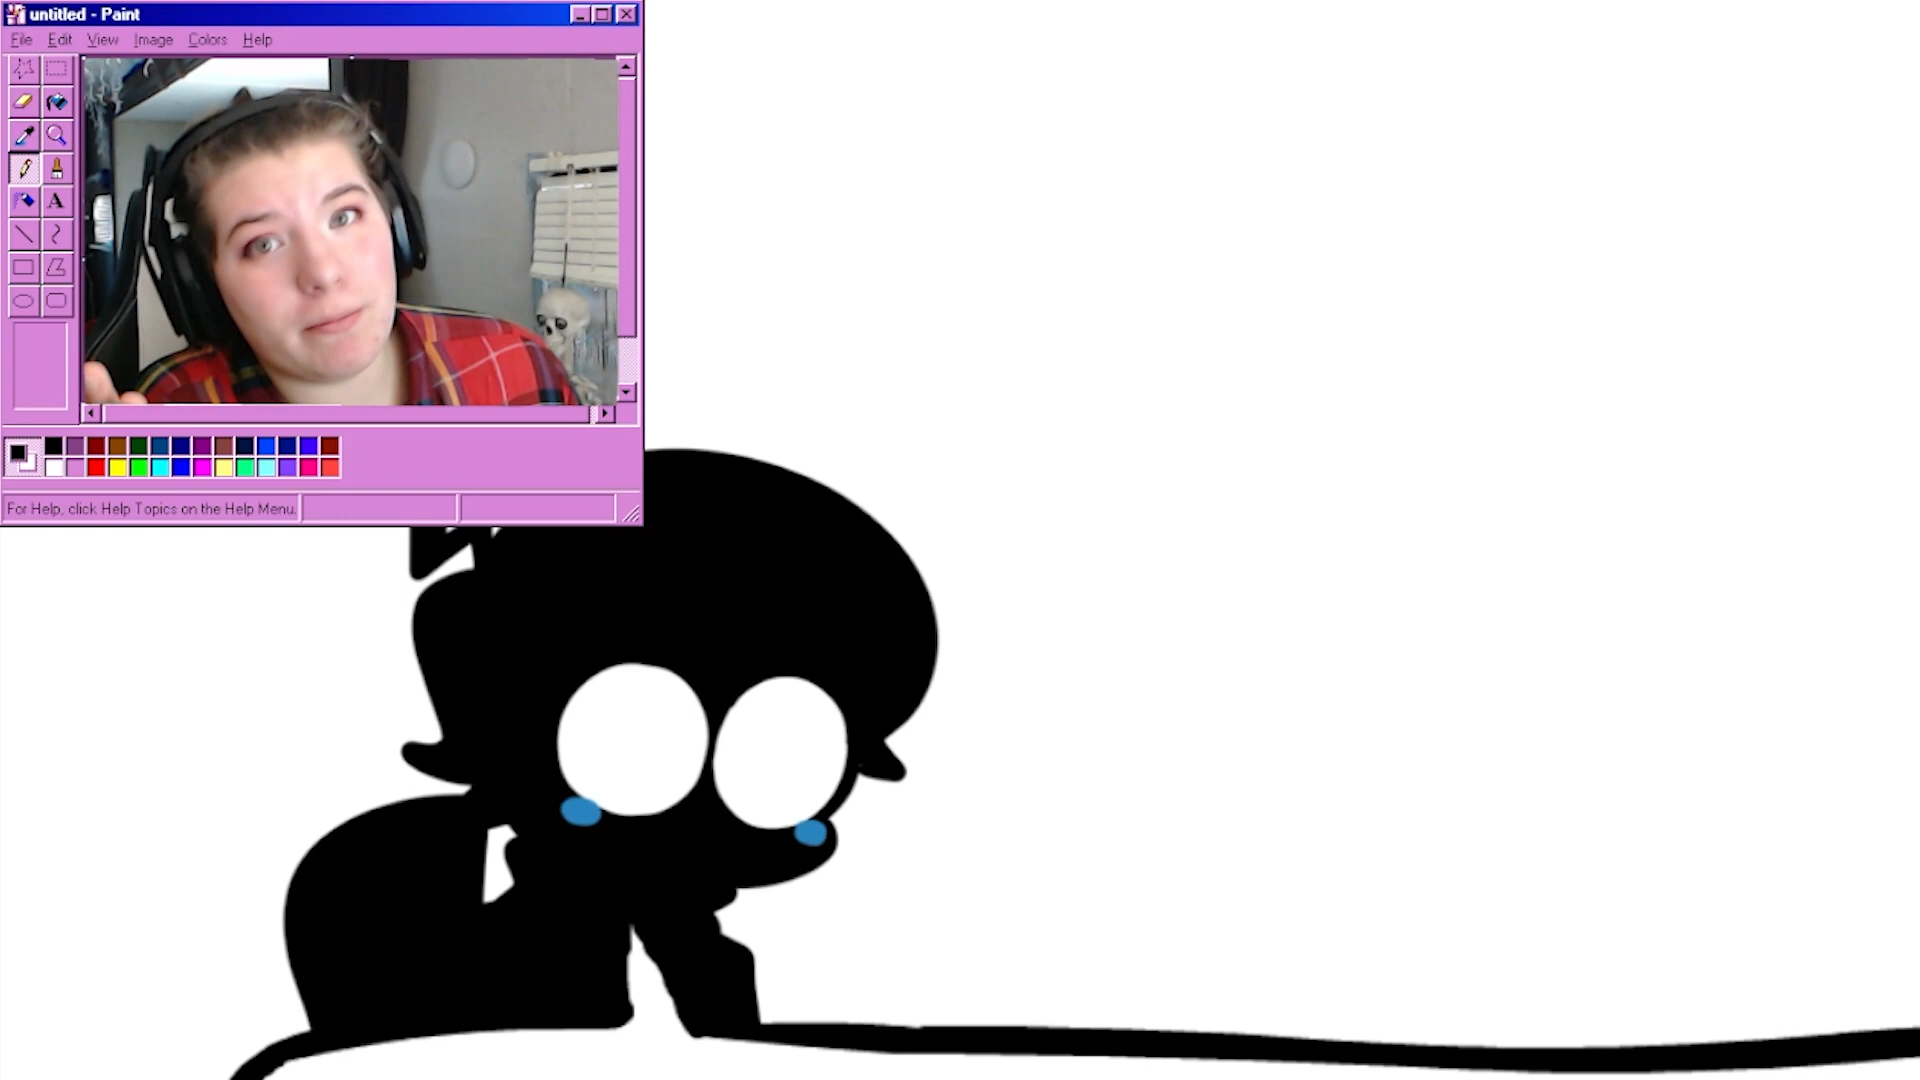 untitled - Paint
File Edit View Image Colors Help
A
For Help, click Help Topics on the Help Menu.